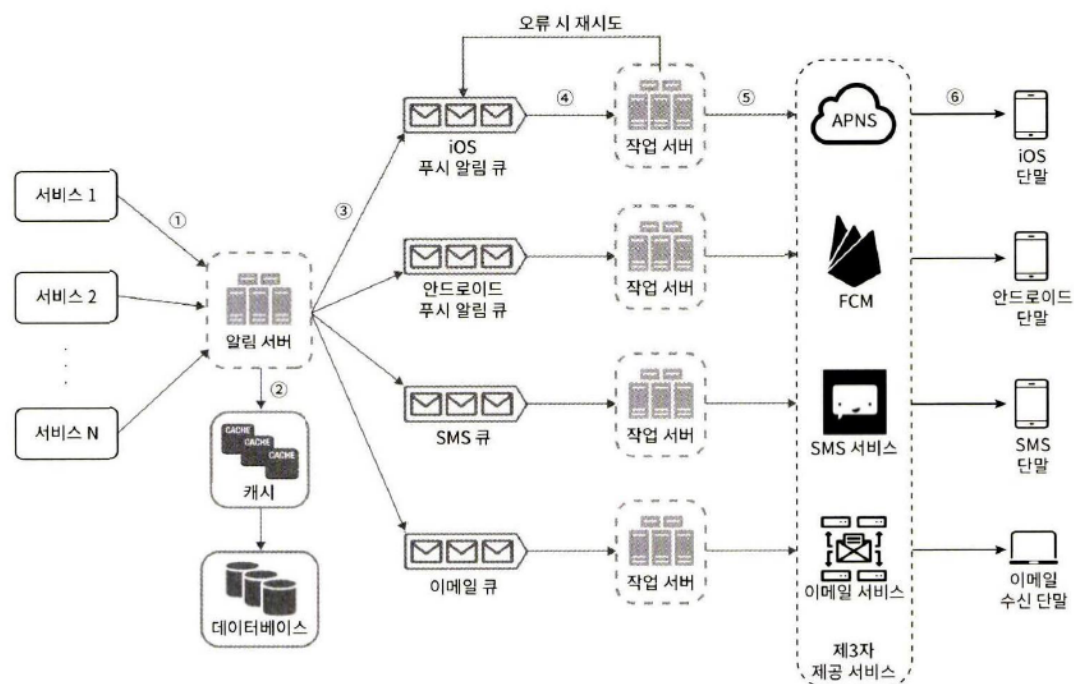 오류 시 재시도
①
②
③
④
⑤
⑥
서비스 1
서비스 2
서비스 N
알림 서버
CACHE
CACHE
CACHE
캐시
데이터베이스
iOS
푸시 알림 큐
작업 서버
APNS
iOS
단말
안드로이드
푸시 알림 큐
작업 서버
FCM
안드로이드
단말
SMS 큐
작업 서버
SMS 서비스
SMS
단말
이메일 큐
작업 서버
이메일 서비스
이메일
수신 단말
제3자
제공 서비스